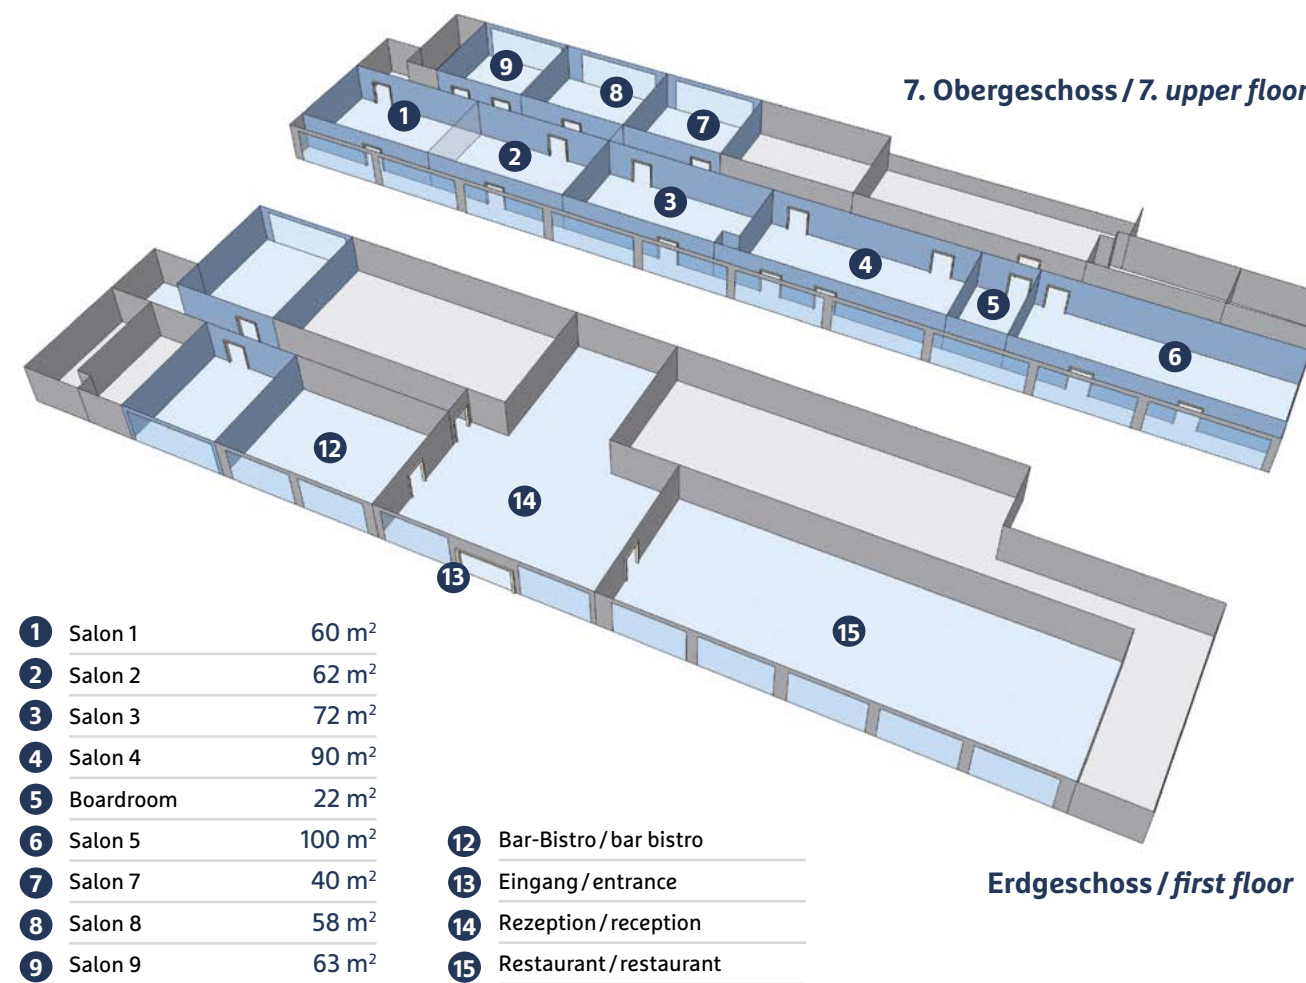 7. Obergeschoss / 7. upper floor
9
8
7
1
2
3
4
5
6
12
14
13
15
Erdgeschoss / first floor
1 Salon 1 60 m²
2 Salon 2 62 m²
3 Salon 3 72 m²
4 Salon 4 90 m²
5 Boardroom 22 m²
6 Salon 5 100 m²
7 Salon 7 40 m²
8 Salon 8 58 m²
9 Salon 9 63 m²
12 Bar-Bistro / bar bistro
13 Eingang / entrance
14 Rezeption / reception
15 Restaurant / restaurant